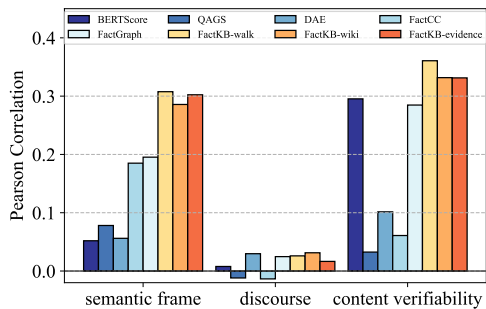 BERTScore QAGS DAE FactCC
FactGraph FactKB-walk FactKB-wiki FactKB-evidence
Pearson Correlation
0.4
0.3
0.2
0.1
0.0
semantic frame discourse content verifiability